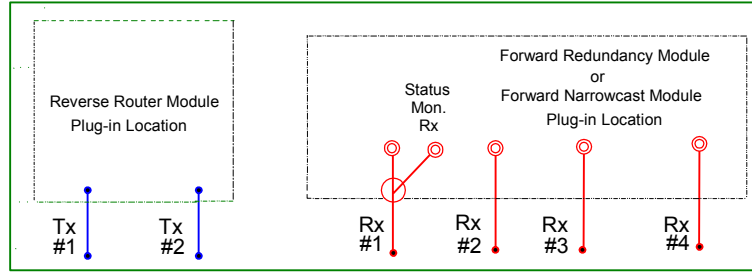 Reverse Router Module
Plug-in Location
Forward Redundancy Module
or
Forward Narrowcast Module
Plug-in Location
Status
Mon.
Rx
Tx
#1
Tx
#2
Rx
#1
Rx
#2
Rx
#3
Rx
#4